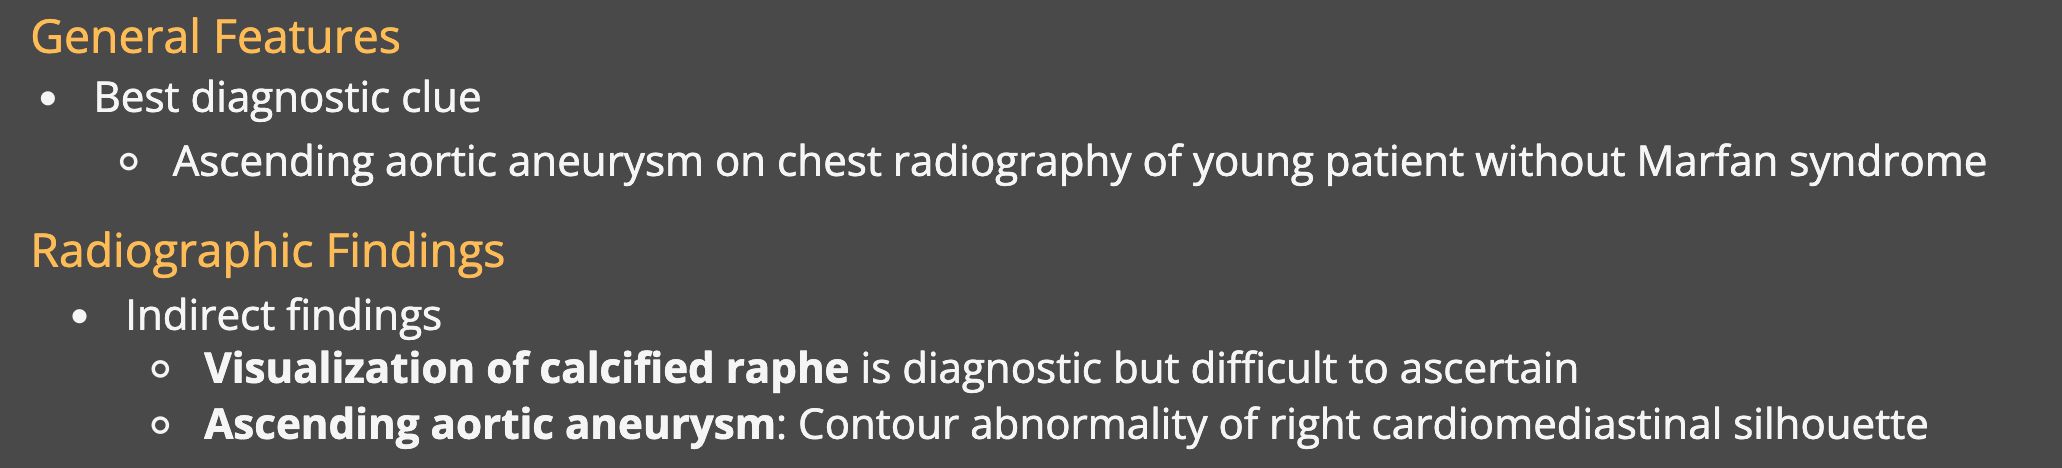 General Features
• Best diagnostic clue
○ Ascending aortic aneurysm on chest radiography of young patient without Marfan syndrome
Radiographic Findings
• Indirect findings
○ Visualization of calcified raphe is diagnostic but difficult to ascertain
○ Ascending aortic aneurysm: Contour abnormality of right cardiomediastinal silhouette